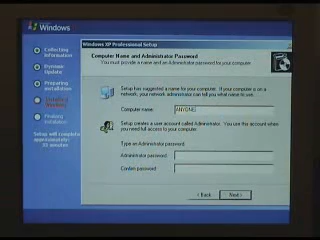 Windows
Collecting
Information
Dynamic
Update
Preparing
installation
Installing
Windows
Finalizing
installation
Setup will complete
approximately:
32 minutes
Windows XP Professional Setup
Computer Name and Administrator Password
You must provide a name and an Administrator password for your computer.
Setup has suggested a name for your computer. If your computer is on a
network, your network administrator can tell you what name to use.
Computer name:
ANYONE
Setup creates a user account called Administrator. You use this account when
you need full access to your computer.
Type an Administrator password.
Administrator password:
Confirm password:
< Back
Next >